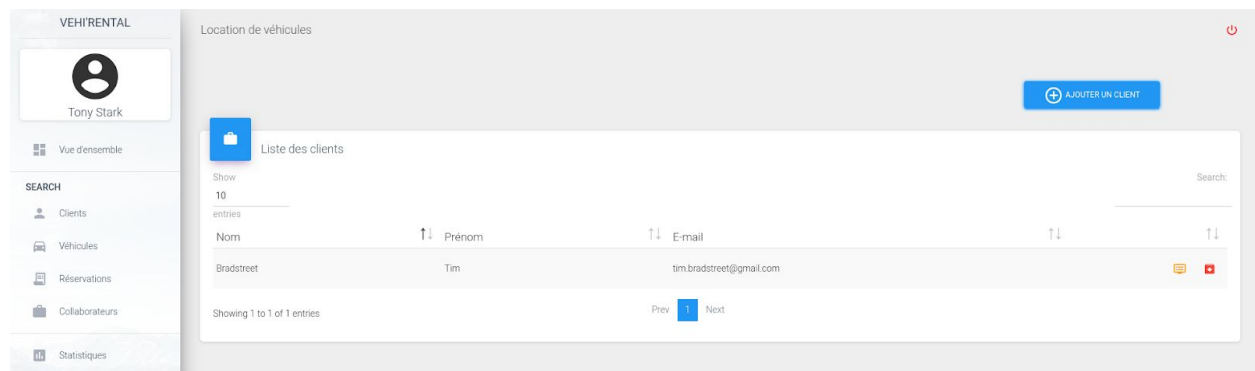 VEHI'RENTAL
Tony Stark
Vue d'ensemble
SEARCH
Clients
Véhicules
Réservations
Collaborateurs
Statistiques
Location de véhicules
AJOUTER UN CLIENT
Liste des clients
Show
10
entries
Search:
Nom Prénom E-mail
Bradstreet Tim tim.bradstreet@gmail.com
Showing 1 to 1 of 1 entries
Prev 1 Next